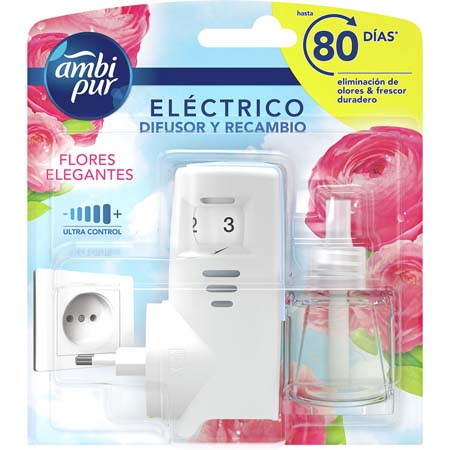 ambi
pur
hasta
80 DÍAS*
eliminación de
olores & frescor
duradero
ELÉCTRICO
DIFUSOR Y RECAMBIO
FLORES
ELEGANTES
- +
ULTRA CONTROL
2 3